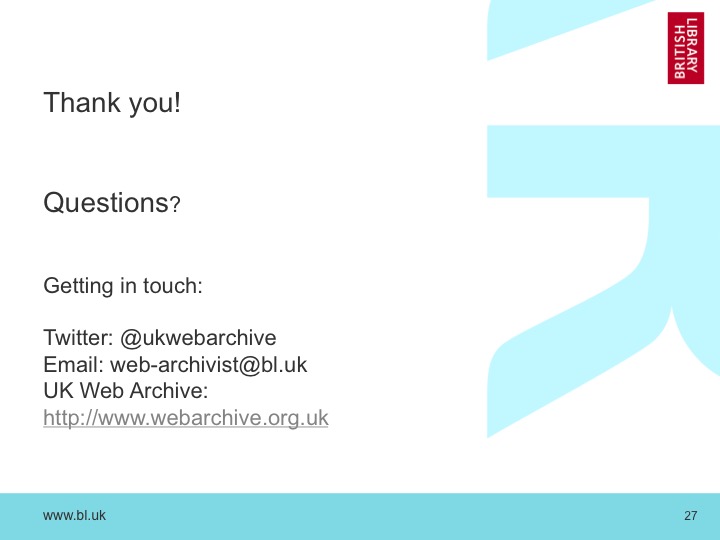 LIBRARY
BRITISH
Thank you!
Questions?
Getting in touch:
Twitter: @ukwebarchive
Email: web-archivist@bl.uk
UK Web Archive:
http://www.webarchive.org.uk
www.bl.uk
27